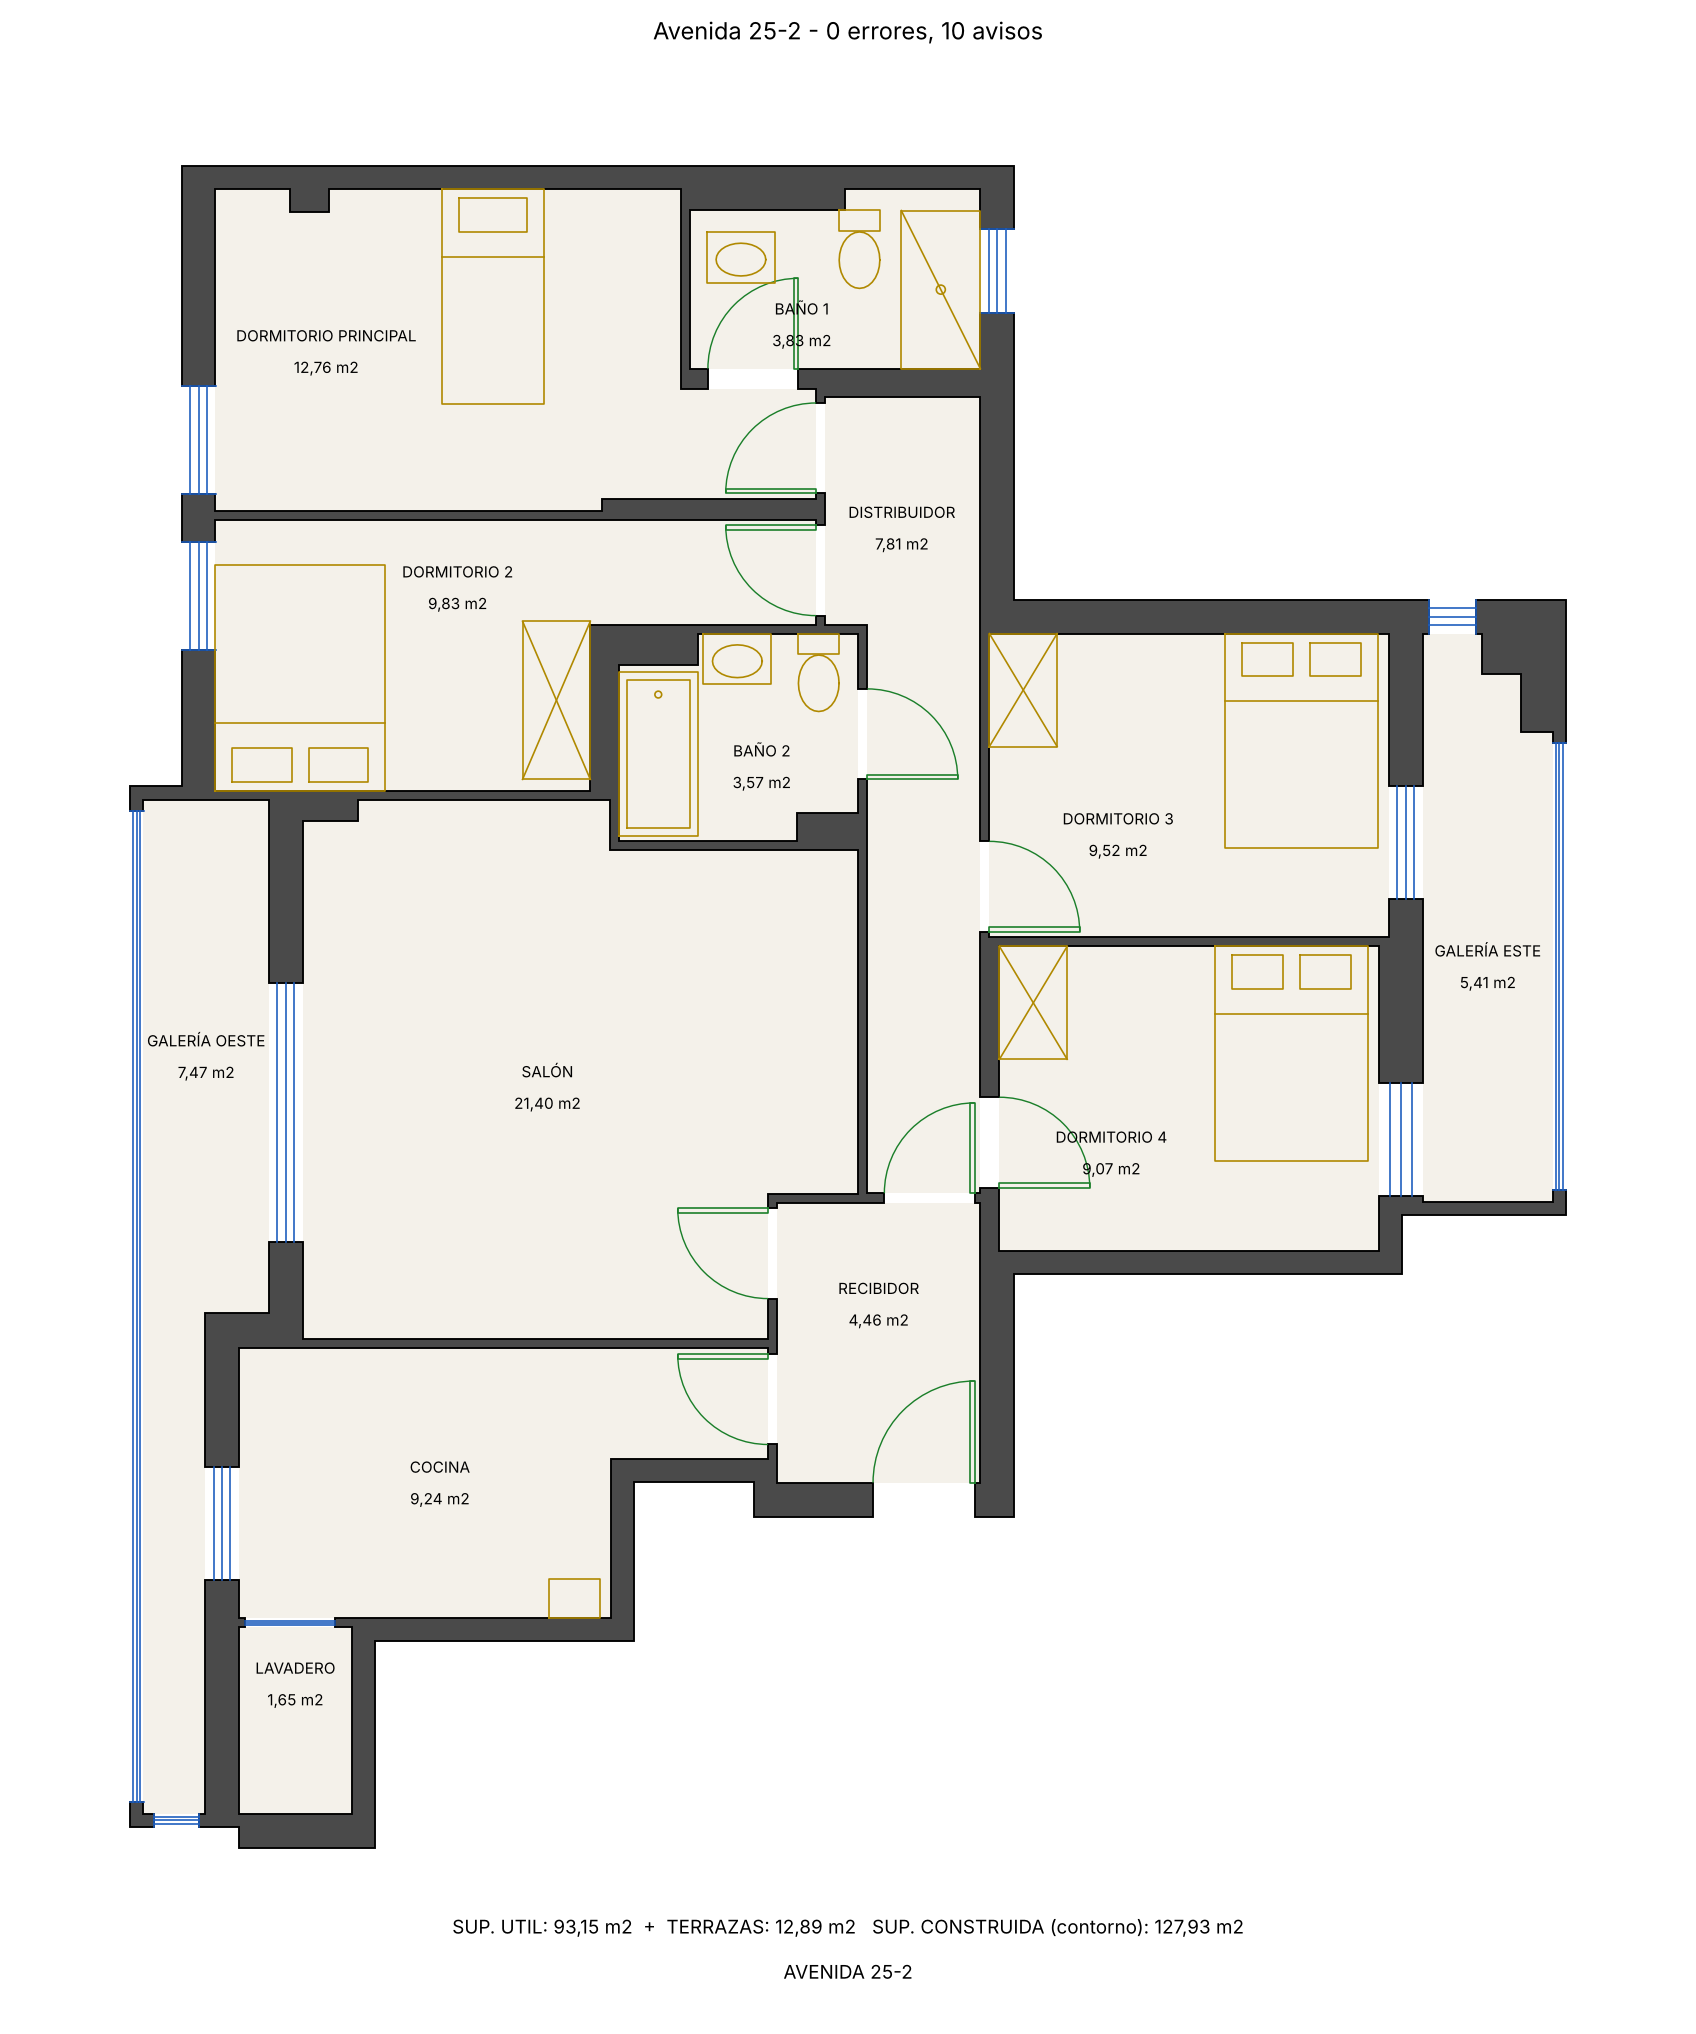 Avenida 25-2 - 0 errores, 10 avisos
BAÑO 1
3,83 m2
DORMITORIO PRINCIPAL
12,76 m2
DISTRIBUIDOR
7,81 m2
DORMITORIO 2
9,83 m2
BAÑO 2
3,57 m2
DORMITORIO 3
9,52 m2
GALERÍA ESTE
5,41 m2
GALERÍA OESTE
7,47 m2
SALÓN
21,40 m2
DORMITORIO 4
9,07 m2
RECIBIDOR
4,46 m2
COCINA
9,24 m2
LAVADERO
1,65 m2
SUP. UTIL: 93,15 m2 + TERRAZAS: 12,89 m2 SUP. CONSTRUIDA (contorno): 127,93 m2
AVENIDA 25-2